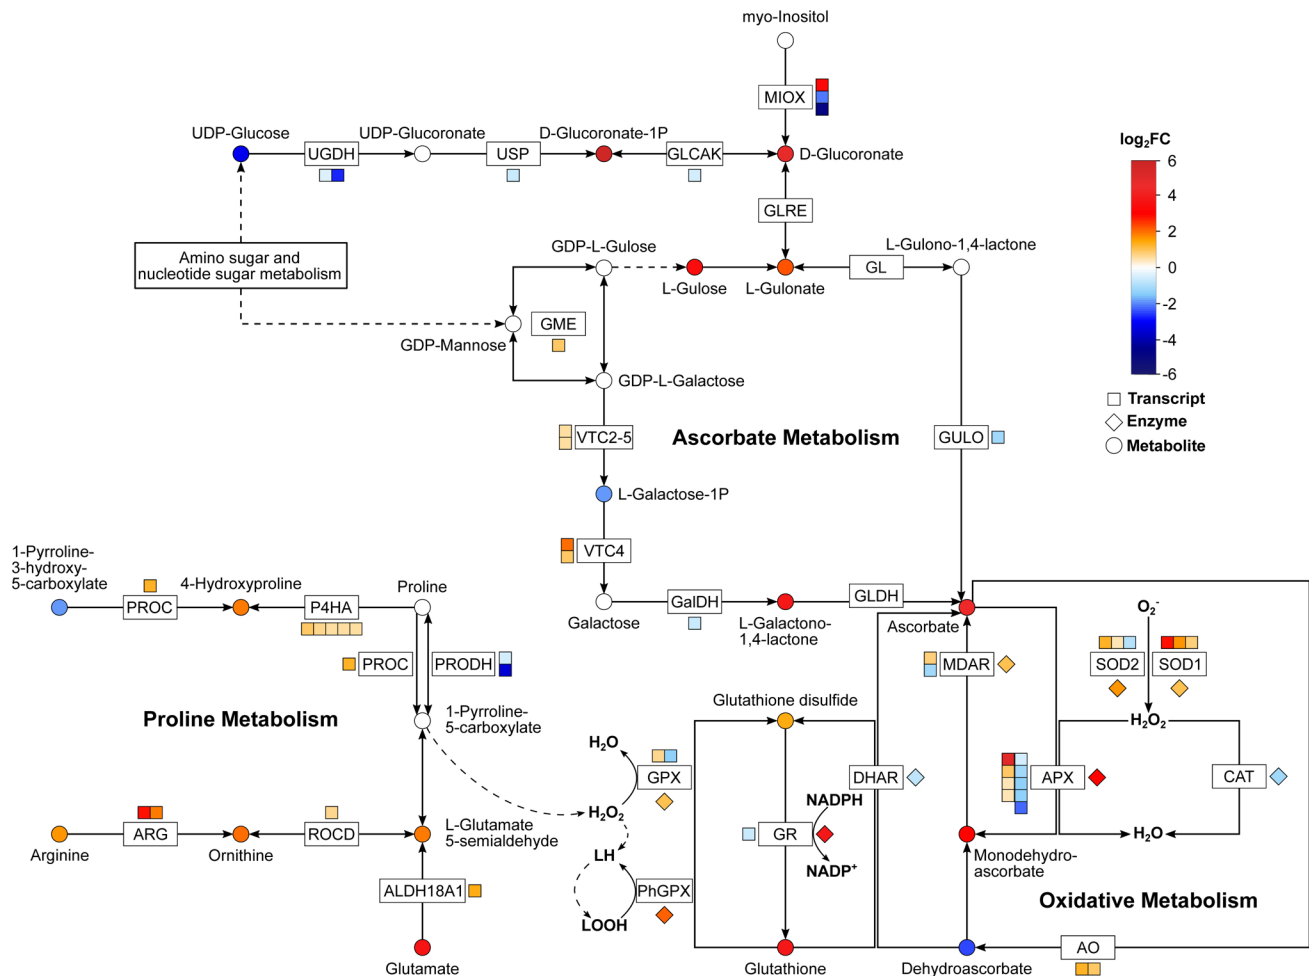 myo-Inositol
MIOX
UDP-Glucose
UDP-Glucoronate
D-Glucoronate-1P
UGDH
USP
GLCAK
D-Glucoronate
log₂FC
6
4
2
0
-2
-4
-6
Transcript
Enzyme
Metabolite
GLRE
Amino sugar and
nucleotide sugar metabolism
GDP-L-Gulose
L-Gulono-1,4-lactone
GL
L-Gulose
L-Gulonate
GME
GDP-Mannose
GDP-L-Galactose
VTC2-5
Ascorbate Metabolism
GULO
L-Galactose-1P
VTC4
1-Pyrroline-
3-hydroxy-
5-carboxylate
4-Hydroxyproline
Proline
PROC
P4HA
Galactose
GalDH
L-Galactono-
1,4-lactone
GLDH
Ascorbate
O₂⁻
PROC
PRODH
MDAR
SOD2
SOD1
Proline Metabolism
1-Pyrroline-
5-carboxylate
Glutathione disulfide
H₂O₂
H₂O
GPX
H₂O₂
DHAR
APX
CAT
NADPH
GR
NADP⁺
H₂O
ARG
ROCD
Arginine
Ornithine
L-Glutamate
5-semialdehyde
LH
Monodehydro-
ascorbate
ALDH18A1
PhGPX
LOOH
Oxidative Metabolism
AO
Glutamate
Glutathione
Dehydroascorbate